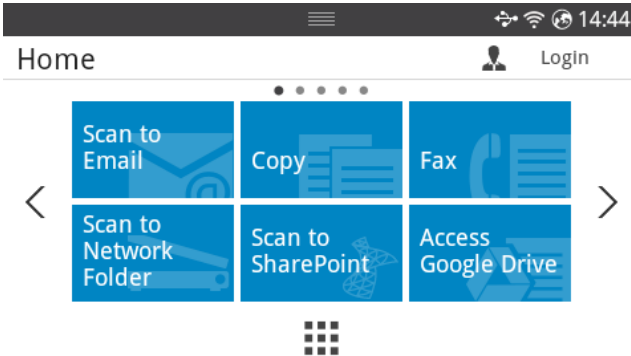 14:44
Home
Login
Scan to
Email
Copy
Fax
Scan to
Network
Folder
Scan to
SharePoint
Access
Google Drive